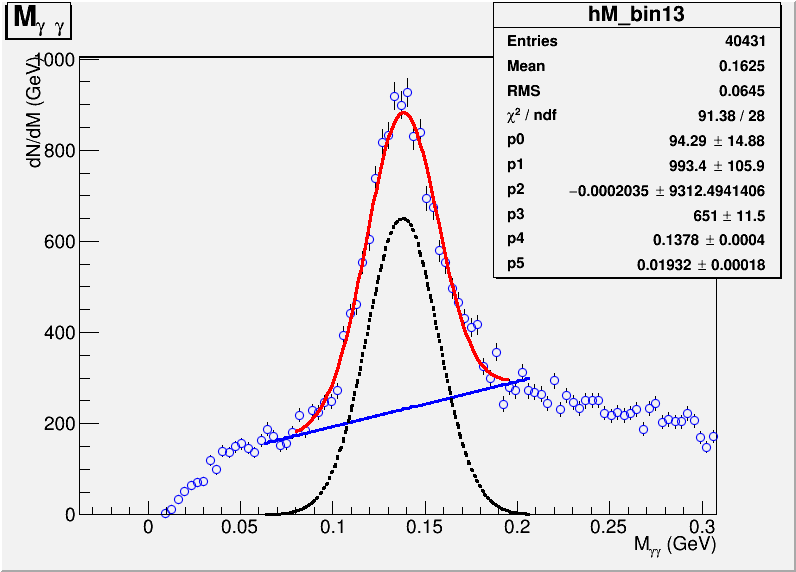 Mγ γ
hM_bin13
Entries 40431
Mean 0.1625
RMS 0.0645
χ² / ndf 91.38 / 28
p0 94.29 ± 14.88
p1 993.4 ± 105.9
p2 −0.0002035 ± 9312.4941406
p3 651 ± 11.5
p4 0.1378 ± 0.0004
p5 0.01932 ± 0.00018
dN/dM (GeV)
1000
800
600
400
200
0
0 0.05 0.1 0.15 0.2 0.25 0.3
Mγγ (GeV)